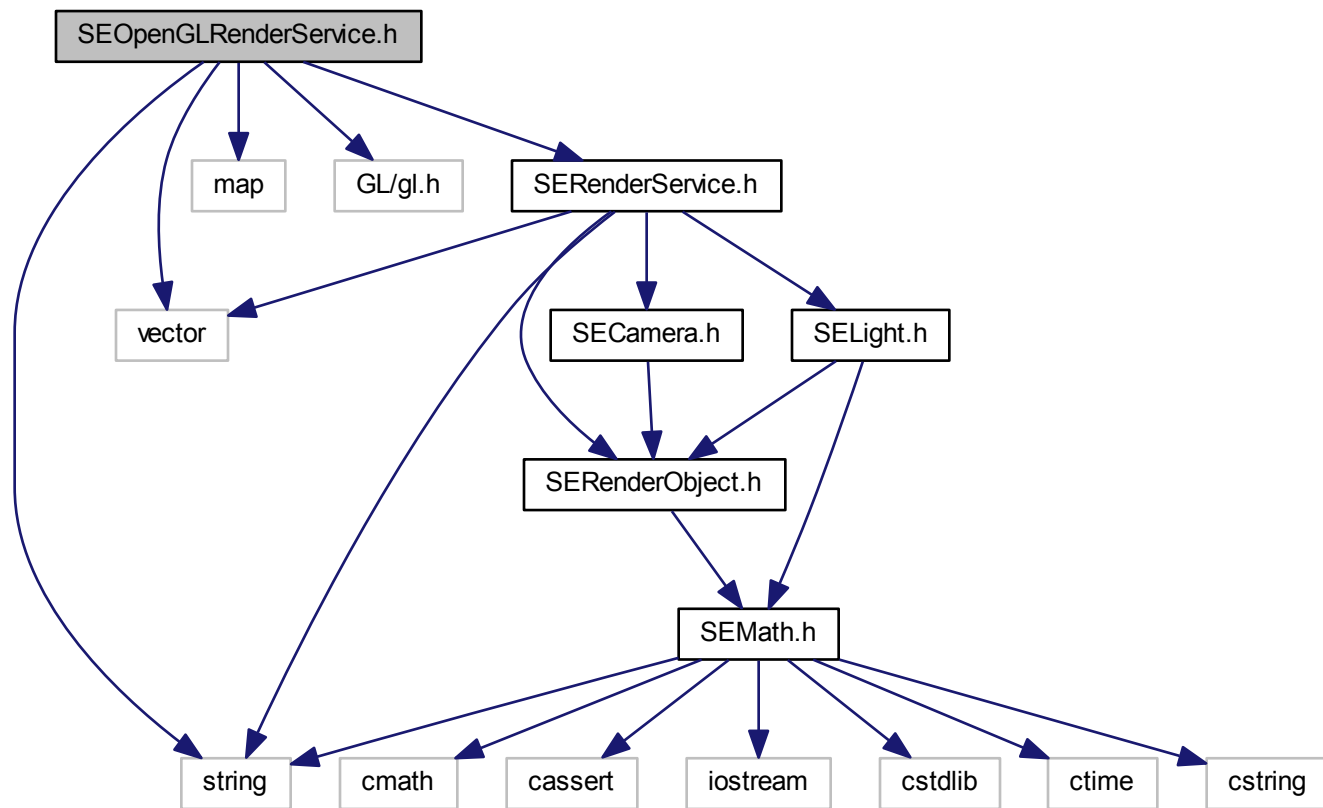 SEOpenGLRenderService.h
map
GL/gl.h
SERenderService.h
vector
SECamera.h
SELight.h
SERenderObject.h
SEMath.h
string
cmath
cassert
iostream
cstdlib
ctime
cstring